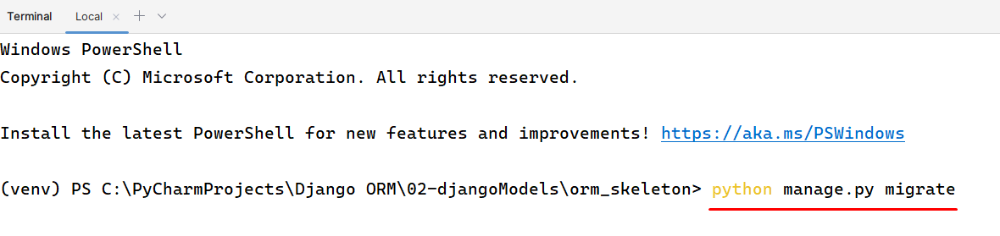 Terminal Local
Windows PowerShell
Copyright (C) Microsoft Corporation. All rights reserved.
Install the latest PowerShell for new features and improvements! https://aka.ms/PSWindows
(venv) PS C:\PyCharmProjects\Django ORM\02-djangoModels\orm_skeleton> python manage.py migrate